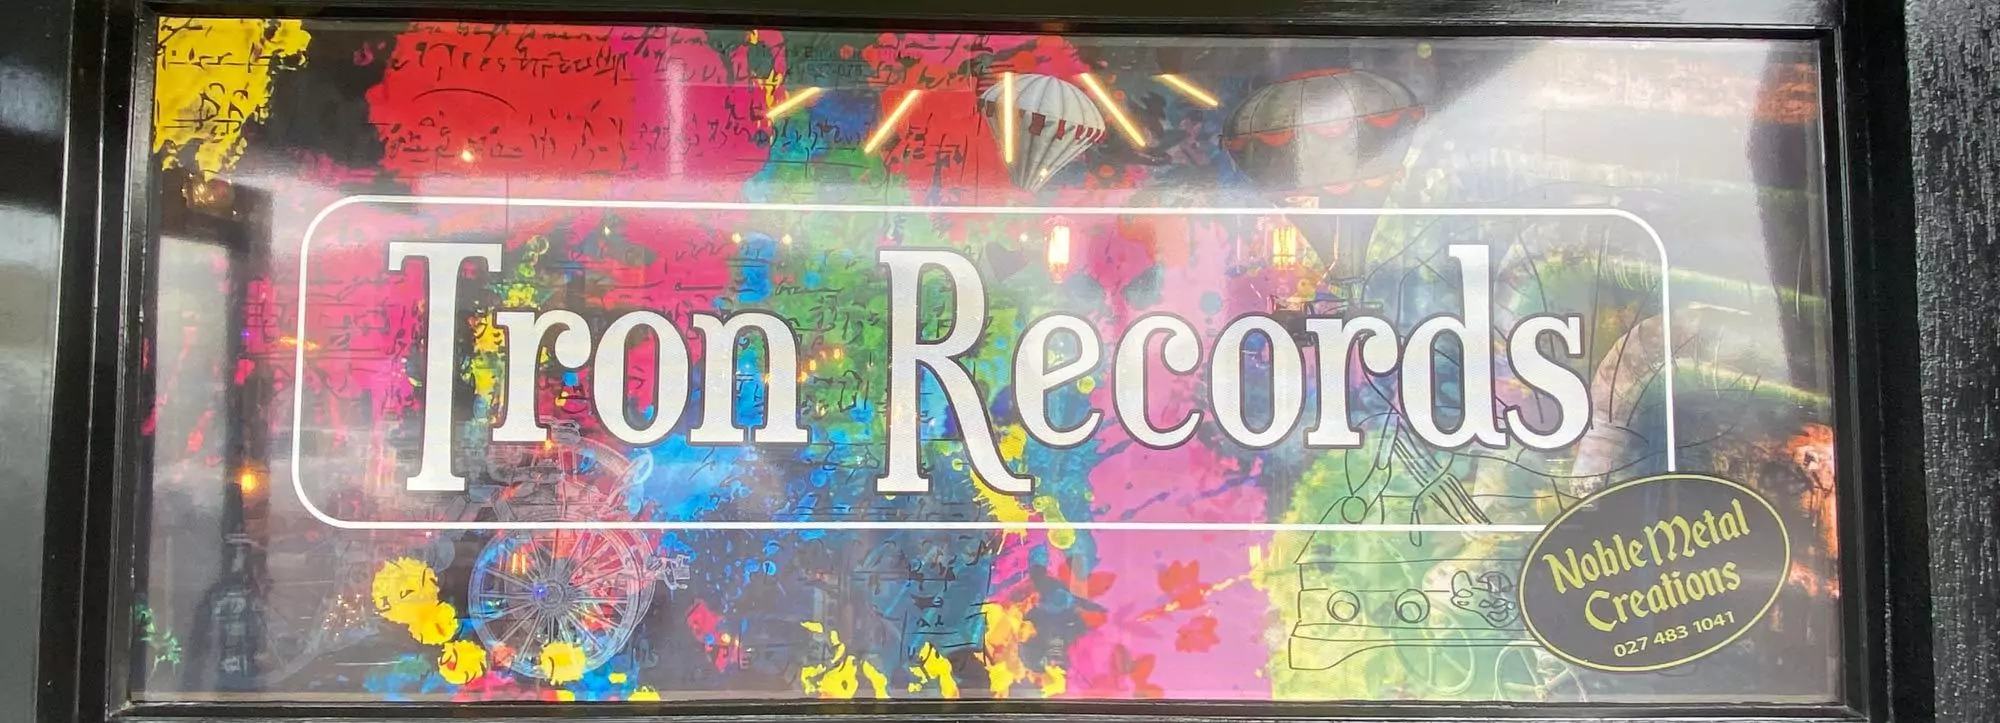 Tron Records
Noble Metal
Creations
027 483 1041